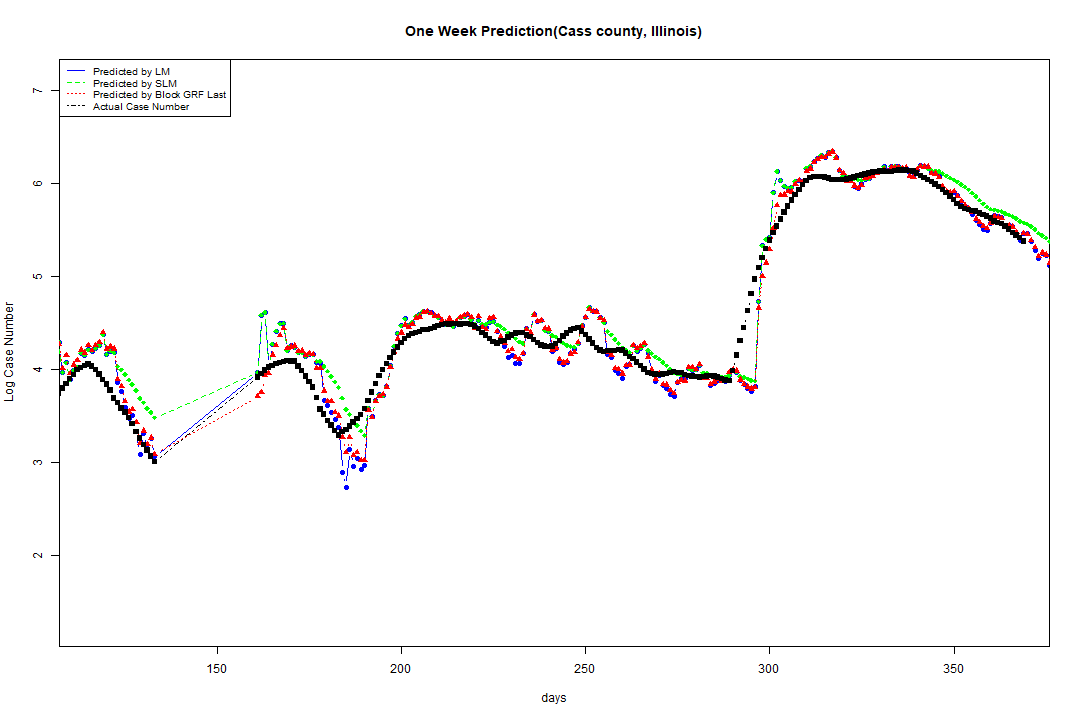 One Week Prediction(Cass county, Illinois)
Predicted by LM
Predicted by SLM
Predicted by Block GRF Last
Actual Case Number
7
6
5
4
3
2
Log Case Number
150 200 250 300 350
days